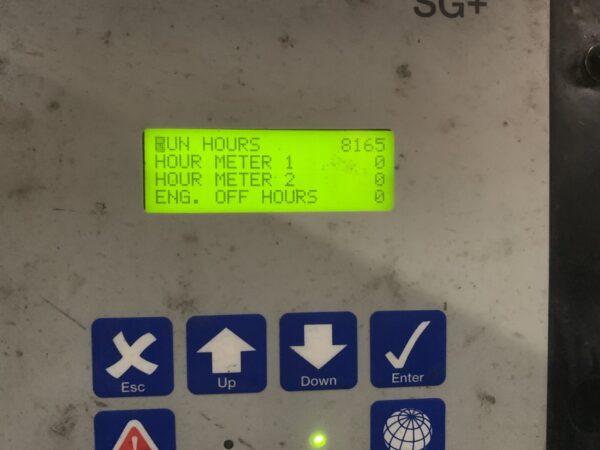 SG+
RUN HOURS 8165
HOUR METER 1 0
HOUR METER 2 0
ENG. OFF HOURS 0
Esc
Up
Down
Enter